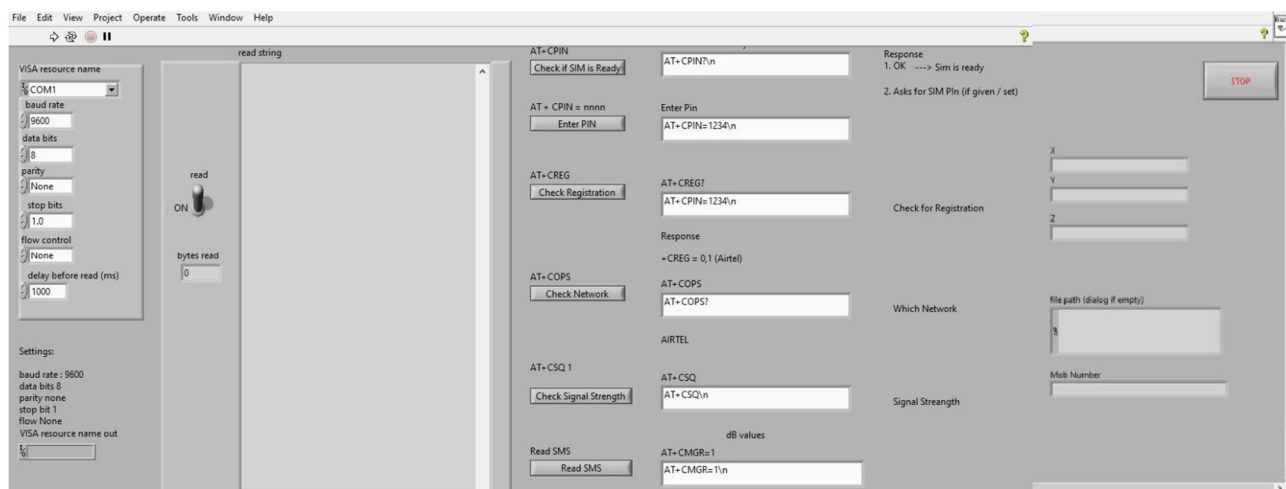 File Edit View Project Operate Tools Window Help
VISA resource name
COM1
baud rate
9600
data bits
8
parity
None
stop bits
1.0
flow control
None
delay before read (ms)
1000
Settings:
baud rate : 9600
data bits 8
parity none
stop bit 1
flow None
VISA resource name out
read string
read
ON
bytes read
0
AT+CPIN
Check if SIM is Ready
AT+CPIN?\n
AT + CPIN = nnnn
Enter PIN
Enter Pin
AT+CPIN=1234\n
AT+CREG
Check Registration
AT+CREG?
AT+CPIN=1234\n
Response
+CREG = 0,1 (Airtel)
AT+COPS
Check Network
AT+COPS
AT+COPS?
AIRTEL
AT+CSQ 1
Check Signal Strength
AT+CSQ
AT+CSQ\n
dB values
Read SMS
Read SMS
AT+CMGR=1
AT+CMGR=1\n
Response
1. OK ---> Sim is ready
2. Asks for SIM PIn (if given / set)
Check for Registration
Which Network
Signal Streangth
STOP
X
Y
Z
file path (dialog if empty)
Mob Number